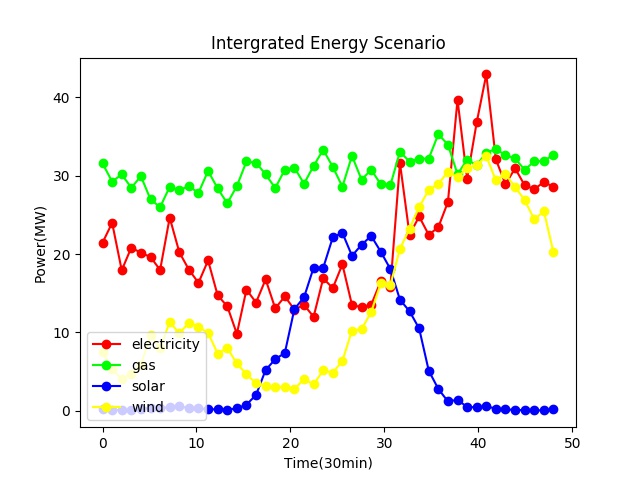 Intergrated Energy Scenario
Power(MW)
40
30
20
10
0
electricity
gas
solar
wind
0 10 20 30 40 50
Time(30min)